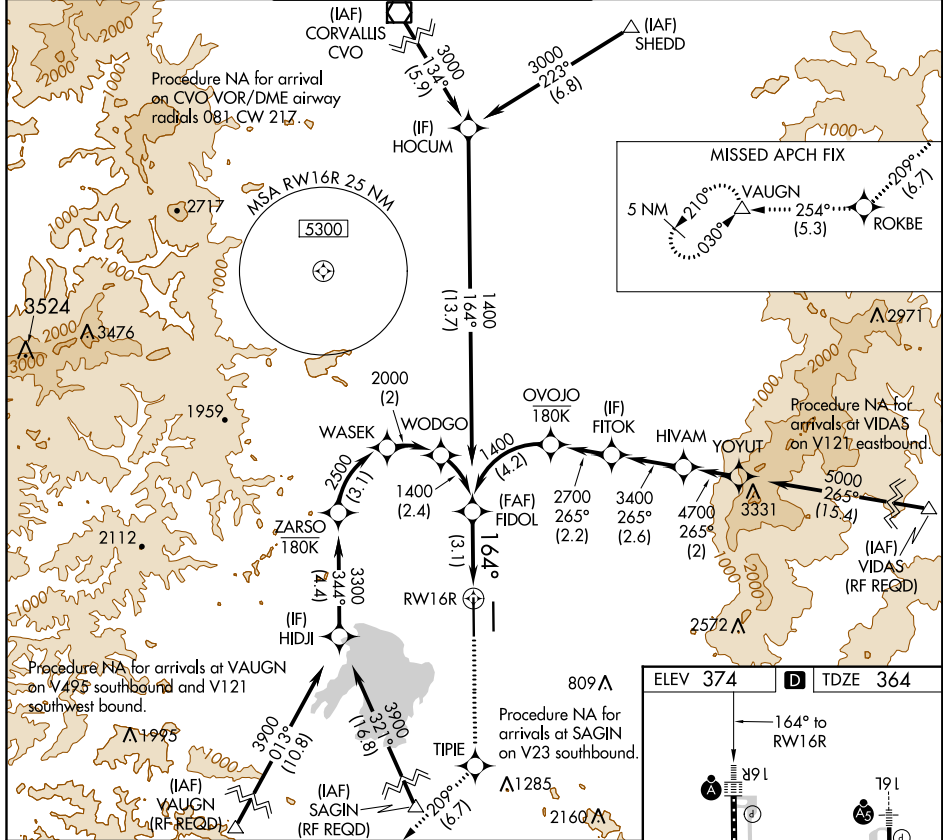 (IAF)
CORVALLIS
CVO
(IAF)
SHEDD
3000
134°
(5.9)
3000
223°
(6.8)
2000
2000
Procedure NA for arrival
on CVO VOR/DME airway
radials 081 CW 217.
(IF)
HOCUM
1000
MISSED APCH FIX
209°
(6.7)
VAUGN
210°
5 NM
030°
254°
(5.3)
ROKBE
MSA RW16R 25 NM
5300
2717
1000
1000
1400
164°
(13.7)
3524
2000
3476
3000
2971
2000
1000
1959
2000
(2)
WASEK
WODGO
OVOJO
180K
(IF)
FITOK
HIVAM
YOYUT
Procedure NA for
arrivals at VIDAS
on V121 eastbound.
2500
(3.1)
1400
(2.4)
1400
(4.2)
2700
265°
(2.2)
3400
265°
(2.6)
4700
265°
(2)
5000
265°
(15.4)
3331
(FAF)
FIDOL
ZARSO
180K
2112
(IAF)
VIDAS
(RF REQD)
164°
(3.1)
3300
344°
(4.4)
1000
2000
RW16R
(IF)
HIDJI
2572
Procedure NA for arrivals at VAUGN
on V495 southbound and V121
southwest bound.
809
ELEV 374
D
TDZE 364
Procedure NA for
arrivals at SAGIN
on V23 southbound.
164° to
RW16R
3900
013°
(10.8)
3900
321°
(16.8)
1995
TIPIE
1285
(IAF)
VAUGN
(RF REQD)
(IAF)
SAGIN
(RF REQD)
209°
(6.7)
2160
1000
16R
16L
A
A5
P
P